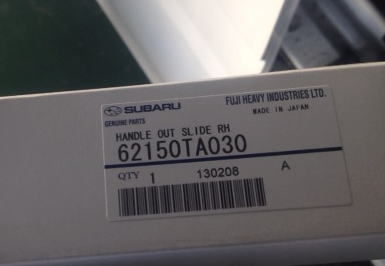 SUBARU
GENUINE PARTS
FUJI HEAVY INDUSTRIES LTD.
MADE IN JAPAN
HANDLE OUT SLIDE RH
62150TA030
QTY 1 130208 A